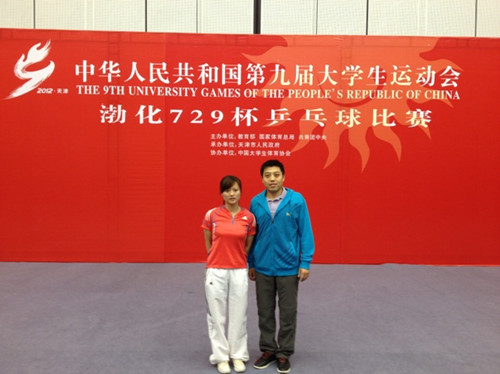 中华人民共和国第九届大学生运动会
THE 9TH UNIVERSITY GAMES OF THE PEOPLE'S REPUBLIC OF CHINA
2012·天津
渤化729杯乒乓球比赛
主办单位：教育部 国家体育总局 共青团中央
承办单位：天津市人民政府
协办单位：中国大学生体育协会